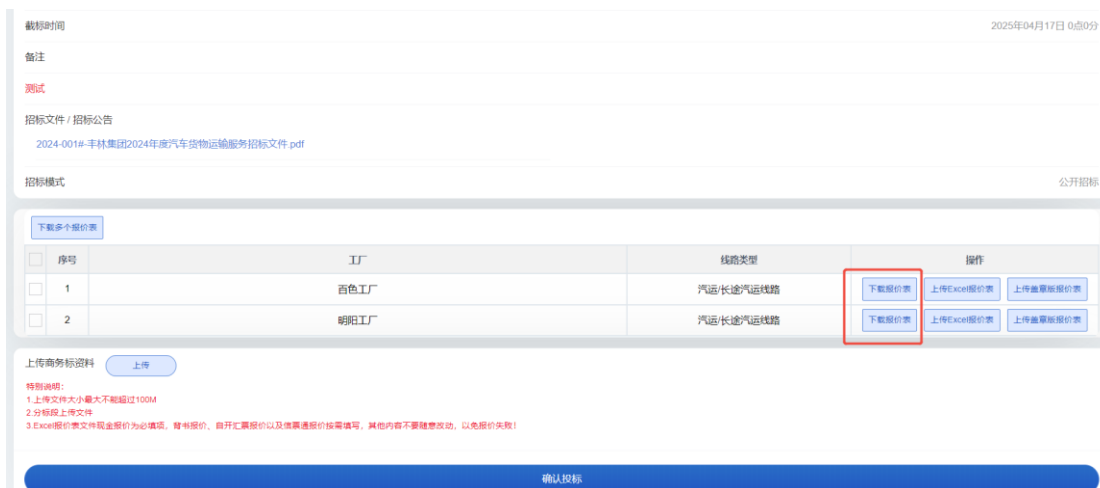 截标时间 2025年04月17日 0点0分
备注
测试
招标文件 / 招标公告
2024-001#-丰林集团2024年度汽车货物运输服务招标文件.pdf
招标模式 公开招标
下载多个报价表
序号 工厂 线路类型 操作
1 百色工厂 汽运/长途汽运线路 下载报价表 上传Excel报价表 上传盖章版报价表
2 明阳工厂 汽运/长途汽运线路 下载报价表 上传Excel报价表 上传盖章版报价表
上传商务标资料 上传
特别说明：
1.上传文件大小最大不能超过100M
2.分标段上传文件
3.Excel报价表文件现金报价为必填项，背书报价、自开汇票报价以及信票通报价按需填写，其他内容不要随意改动，以免报价失败！
确认投标